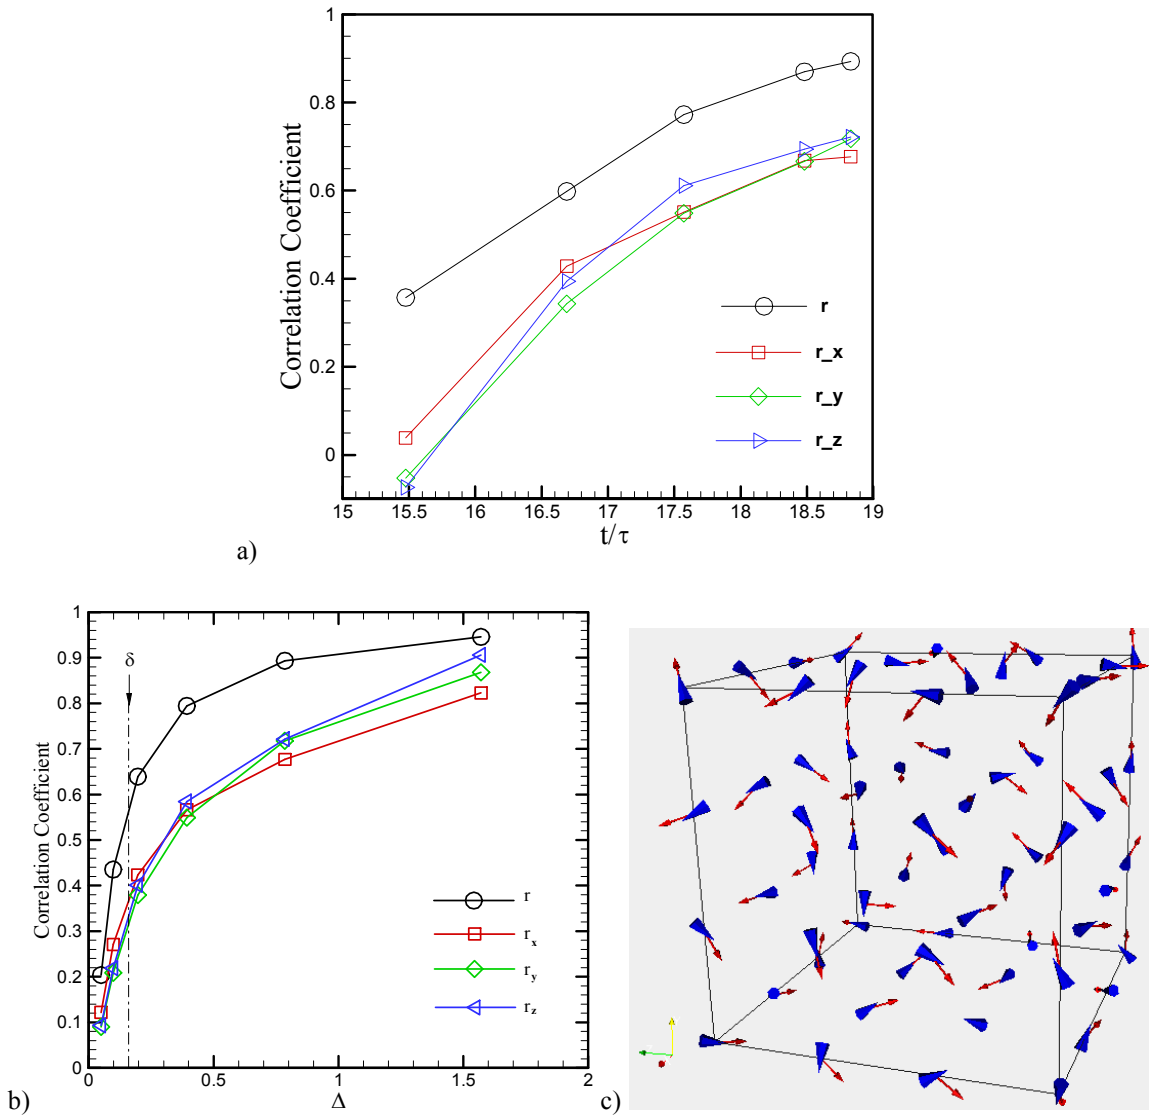 1
0.8
0.6
0.4
0.2
0
Correlation Coefficient
r
r_x
r_y
r_z
15 15.5 16 16.5 17 17.5 18 18.5 19
t/τ
a)
1
0.9
0.8
0.7
0.6
0.5
0.4
0.3
0.2
0.1
0
Correlation Coefficient
δ
r
rₓ
r_y
r_z
0 0.5 1 1.5 2
Δ
b)
c)